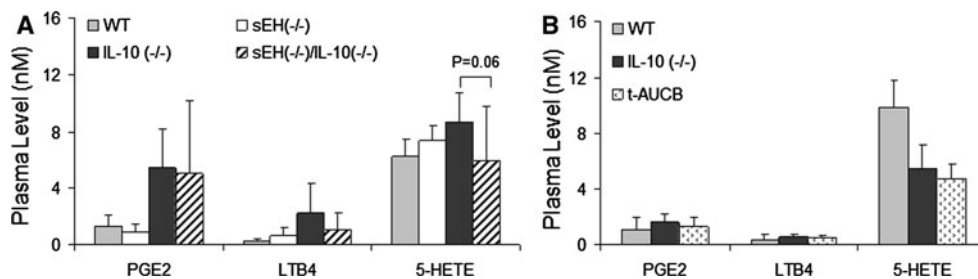 A
WT
sEH(-/-)
IL-10 (-/-)
sEH(-/-)/IL-10(-/-)
P=0.06
Plasma Level (nM)
16
12
8
4
0
PGE2
LTB4
5-HETE
B
WT
IL-10 (-/-)
t-AUCB
Plasma Level (nM)
16
12
8
4
0
PGE2
LTB4
5-HETE